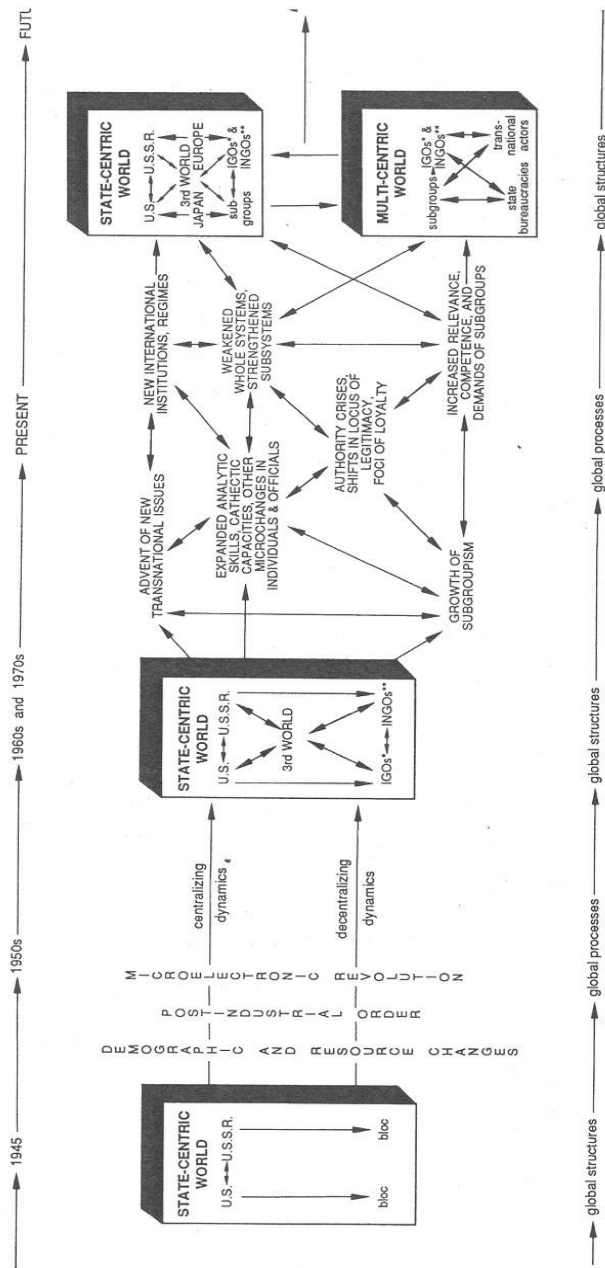 1945
1950s
1960s and 1970s
PRESENT
FUTU
STATE-CENTRIC
WORLD
U.S. U.S.S.R.
bloc
bloc
DEMOGRAPHIC AND RESOURCE CHANGES
POSTINDUSTRIAL ORDER
MICROELECTRONIC REVOLUTION
centralizing
dynamics
decentralizing
dynamics
STATE-CENTRIC
WORLD
U.S. U.S.S.R.
3rd WORLD
IGOs* INGOs**
ADVENT OF NEW
TRANSNATIONAL ISSUES
EXPANDED ANALYTIC
SKILLS, CATHECTIC
CAPACITIES, OTHER
MICROCHANGES IN
INDIVIDUALS & OFFICIALS
GROWTH OF
SUBGROUPISM
AUTHORITY CRISES,
SHIFTS IN LOCUS OF
LEGITIMACY,
FOCI OF LOYALTY
NEW INTERNATIONAL
INSTITUTIONS, REGIMES
WEAKENED
WHOLE SYSTEMS,
STRENGTHENED
SUBSYSTEMS
INCREASED RELEVANCE,
COMPETENCE, AND
DEMANDS OF SUBGROUPS
STATE-CENTRIC
WORLD
U.S. U.S.S.R.
3rd WORLD
JAPAN EUROPE
sub- IGOs* &
groups INGOs**
MULTI-CENTRIC
WORLD
subgroups IGOs* &
INGOs**
state trans-
bureaucracies national
actors
global structures
global processes
global structures
global processes
global structures